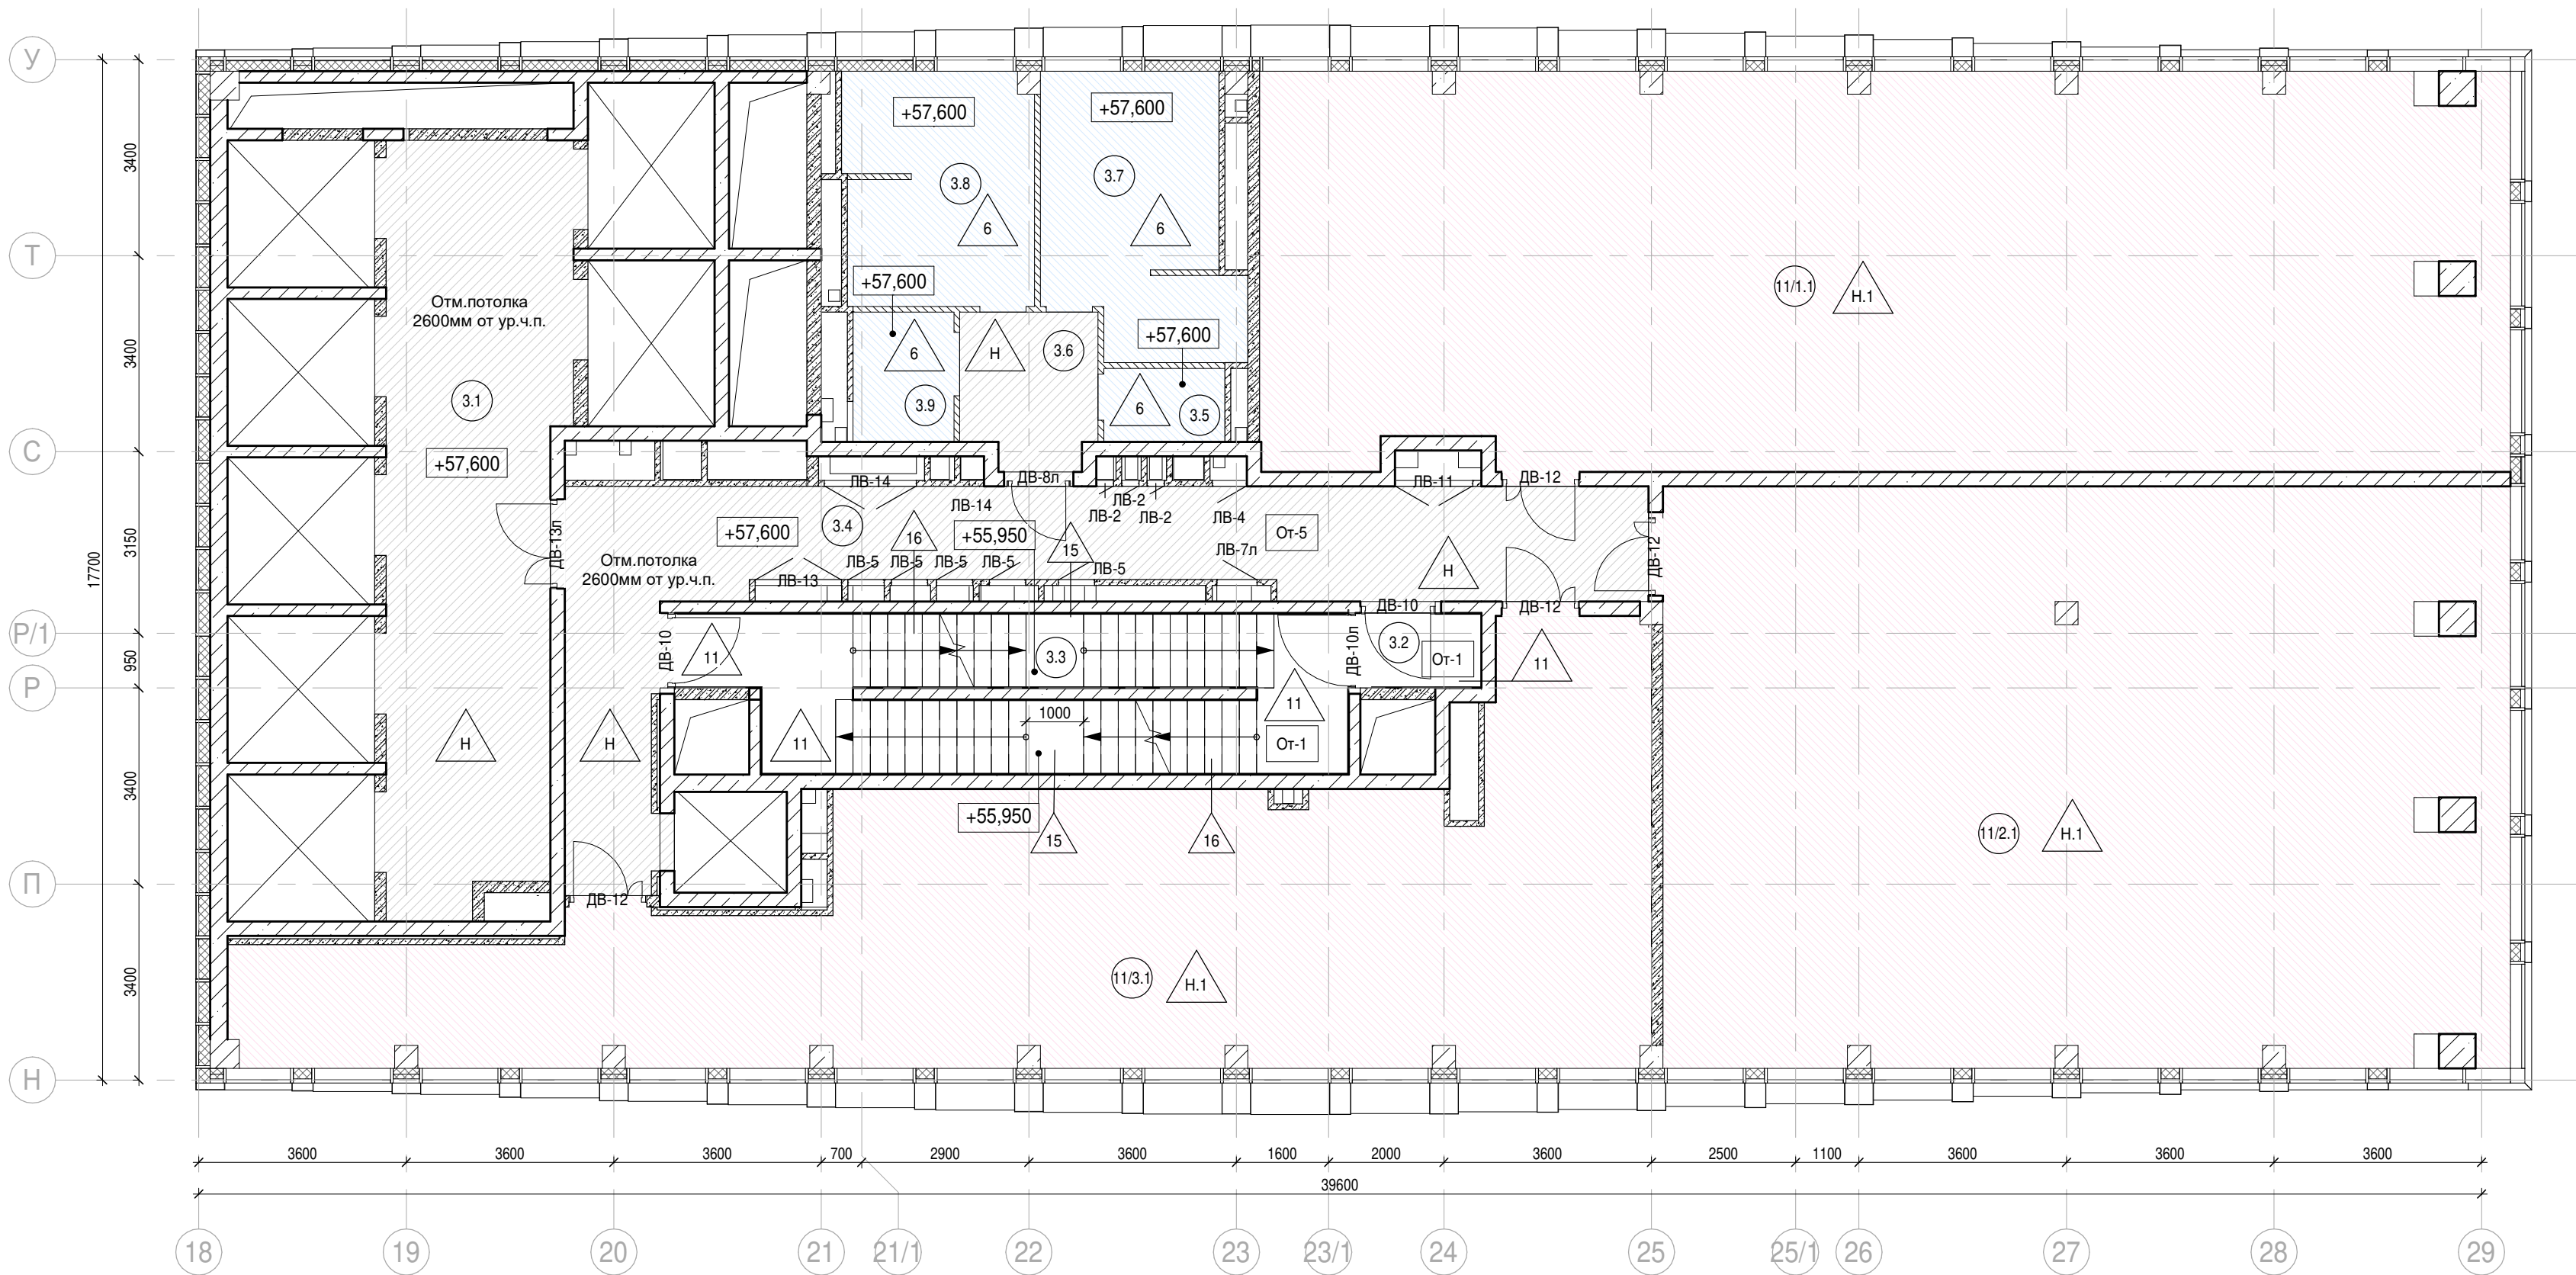 У
Т
С
Р/1
Р
П
Н
3400
3400
3150
950
3400
3400
17700
+57,600
3.8
6
+57,600
3.7
6
+57,600
6
3.9
Н
3.6
+57,600
6
3.5
Отм.потолка
2600мм от ур.ч.п.
3.1
+57,600
Н
11/1.1
Н.1
ДВ-13л
ЛВ-14
ЛВ-14
ДВ-8л
ЛВ-2
ЛВ-2
ЛВ-2
ЛВ-4
ЛВ-11
ДВ-12
+57,600
3.4
16
+55,950
15
От-5
Н
ДВ-12
Отм.потолка
2600мм от ур.ч.п.
ЛВ-13
ЛВ-5
ЛВ-5
ЛВ-5
ЛВ-5
ЛВ-5
ЛВ-7л
ДВ-10
ДВ-12
ДВ-10
11
3.3
ДВ-10л
3.2
От-1
11
Н
11
1000
11
От-1
+55,950
15
16
ДВ-12
11/2.1
Н.1
11/3.1
Н.1
3600
3600
3600
700
2900
3600
1600
2000
3600
2500
1100
3600
3600
3600
39600
18
19
20
21
21/1
22
23
23/1
24
25
25/1
26
27
28
29